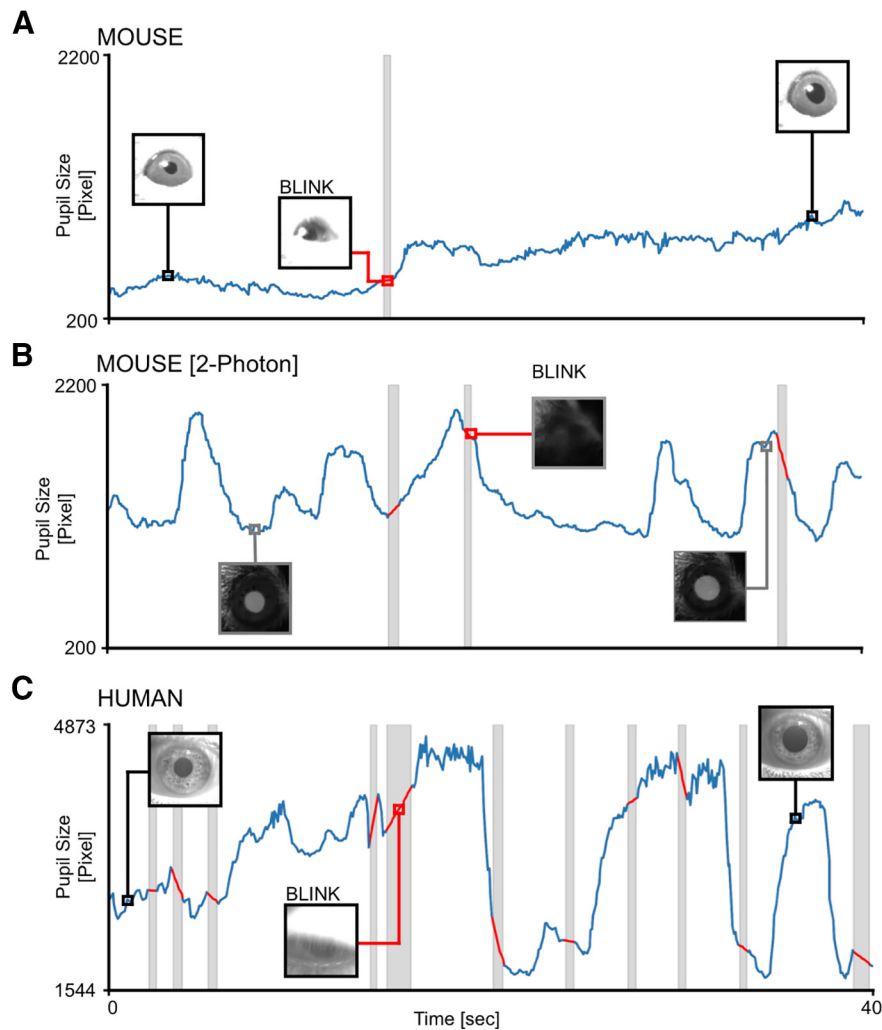 A
MOUSE
2200
Pupil Size
[Pixel]
BLINK
200
B
MOUSE [2-Photon]
2200
BLINK
Pupil Size
[Pixel]
200
C
HUMAN
4873
Pupil Size
[Pixel]
BLINK
1544
0
40
Time [sec]